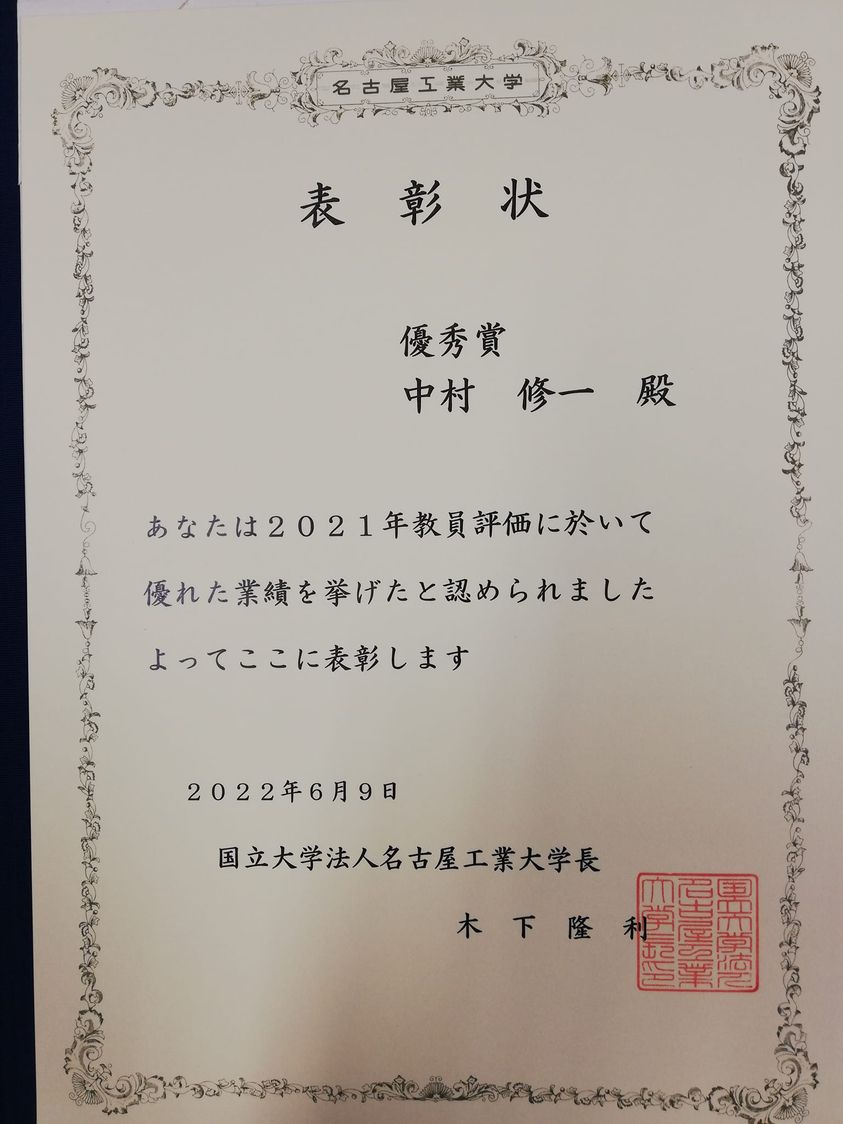 名古屋工業大学
表彰状
優秀賞
中村　修一　殿
あなたは２０２１年教員評価に於いて
優れた業績を挙げたと認められました
よってここに表彰します
２０２２年６月９日
国立大学法人名古屋工業大学長
木下隆利